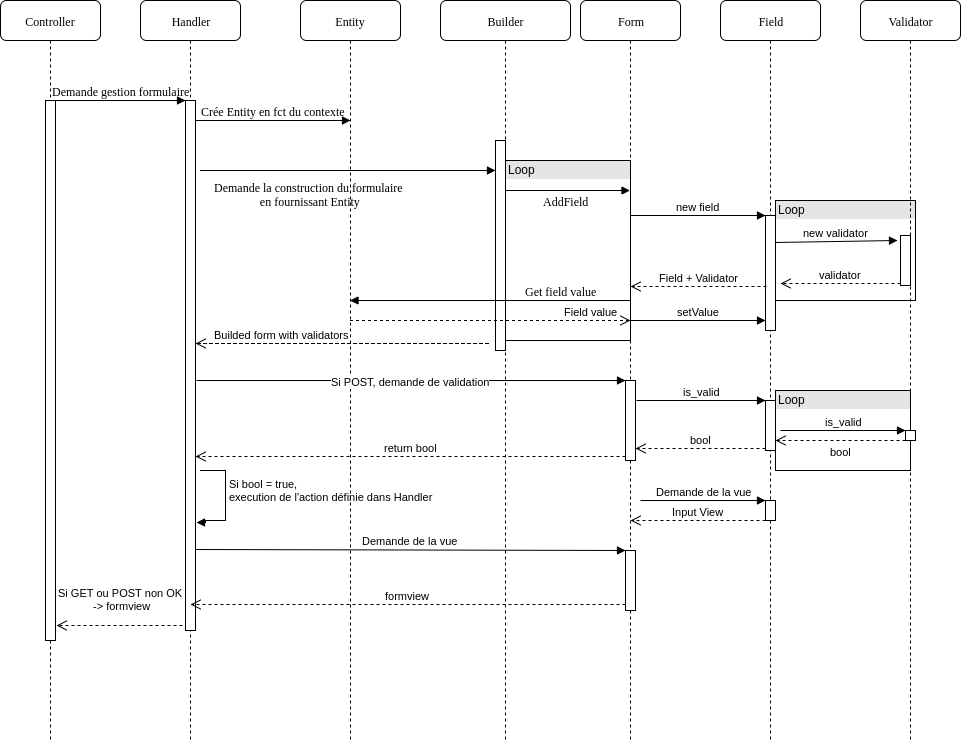 Controller
Handler
Entity
Builder
Form
Field
Validator
Demande gestion formulaire
Crée Entity en fct du contexte
Loop
Demande la construction du formulaire
en fournissant Entity
AddField
new field
Loop
new validator
validator
Field + Validator
Get field value
Field value
setValue
Builded form with validators
Si POST, demande de validation
is_valid
Loop
is_valid
bool
bool
return bool
Si bool = true,
execution de l'action définie dans Handler
Demande de la vue
Input View
Demande de la vue
Si GET ou POST non OK
-> formview
formview